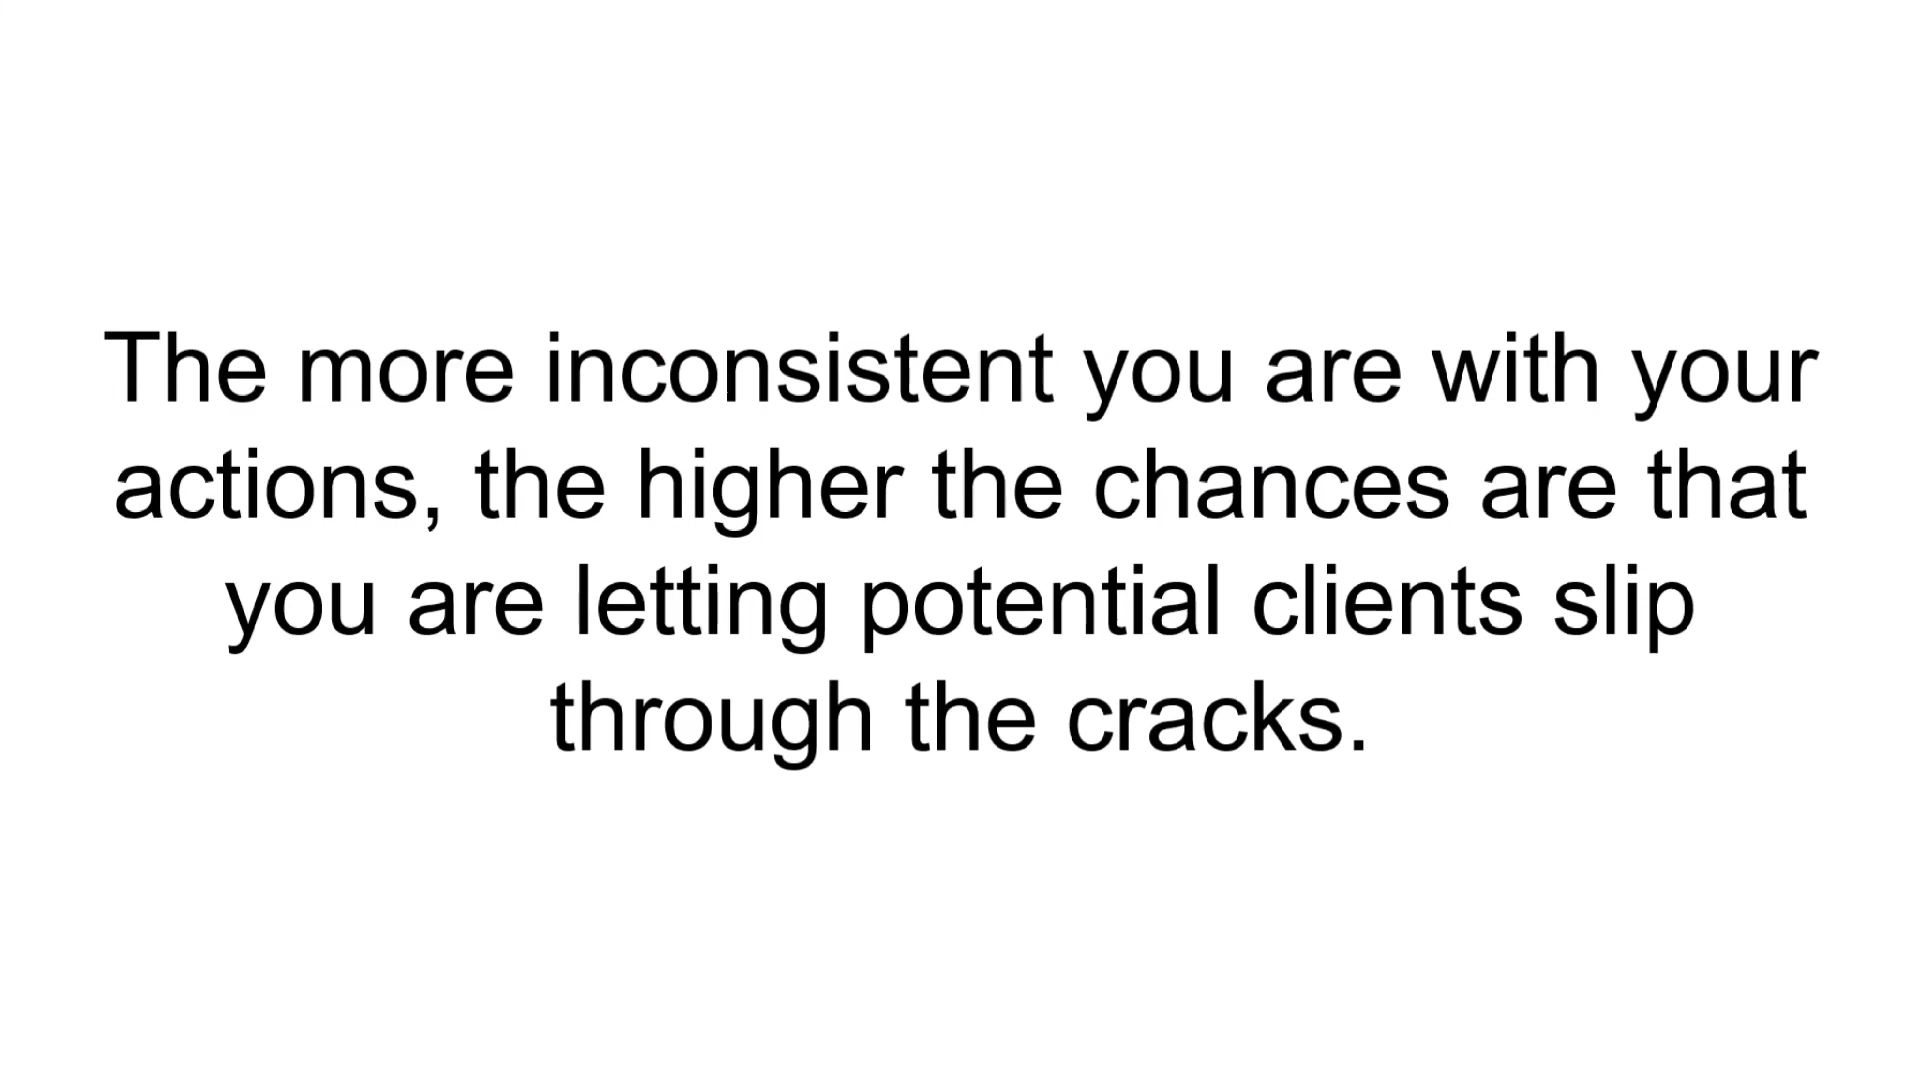 The more inconsistent you are with your
actions, the higher the chances are that
you are letting potential clients slip
through the cracks.